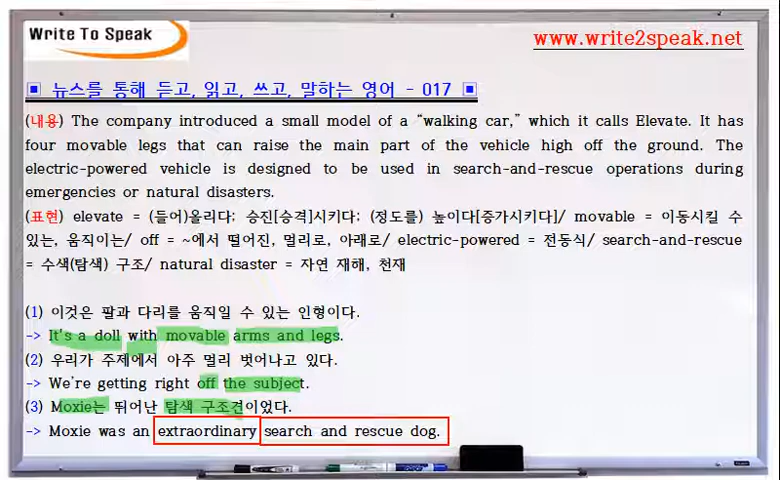 Write To Speak
www.write2speak.net
▣ 뉴스를 통해 듣고, 읽고, 쓰고, 말하는 영어 - 017 ▣
(내용) The company introduced a small model of a “walking car,” which it calls Elevate. It has
four movable legs that can raise the main part of the vehicle high off the ground. The
electric-powered vehicle is designed to be used in search-and-rescue operations during
emergencies or natural disasters.
(표현) elevate = (들어)올리다; 승진[승격]시키다; (정도를) 높이다[증가시키다]/ movable = 이동시킬 수
있는, 움직이는/ off = ~에서 떨어진, 멀리로, 아래로/ electric-powered = 전동식/ search-and-rescue
= 수색(탐색) 구조/ natural disaster = 자연 재해, 천재
(1) 이것은 팔과 다리를 움직일 수 있는 인형이다.
-> It's a doll with movable arms and legs.
(2) 우리가 주제에서 아주 멀리 벗어나고 있다.
-> We're getting right off the subject.
(3) Moxie는 뛰어난 탐색 구조견이었다.
-> Moxie was an extraordinary search and rescue dog.